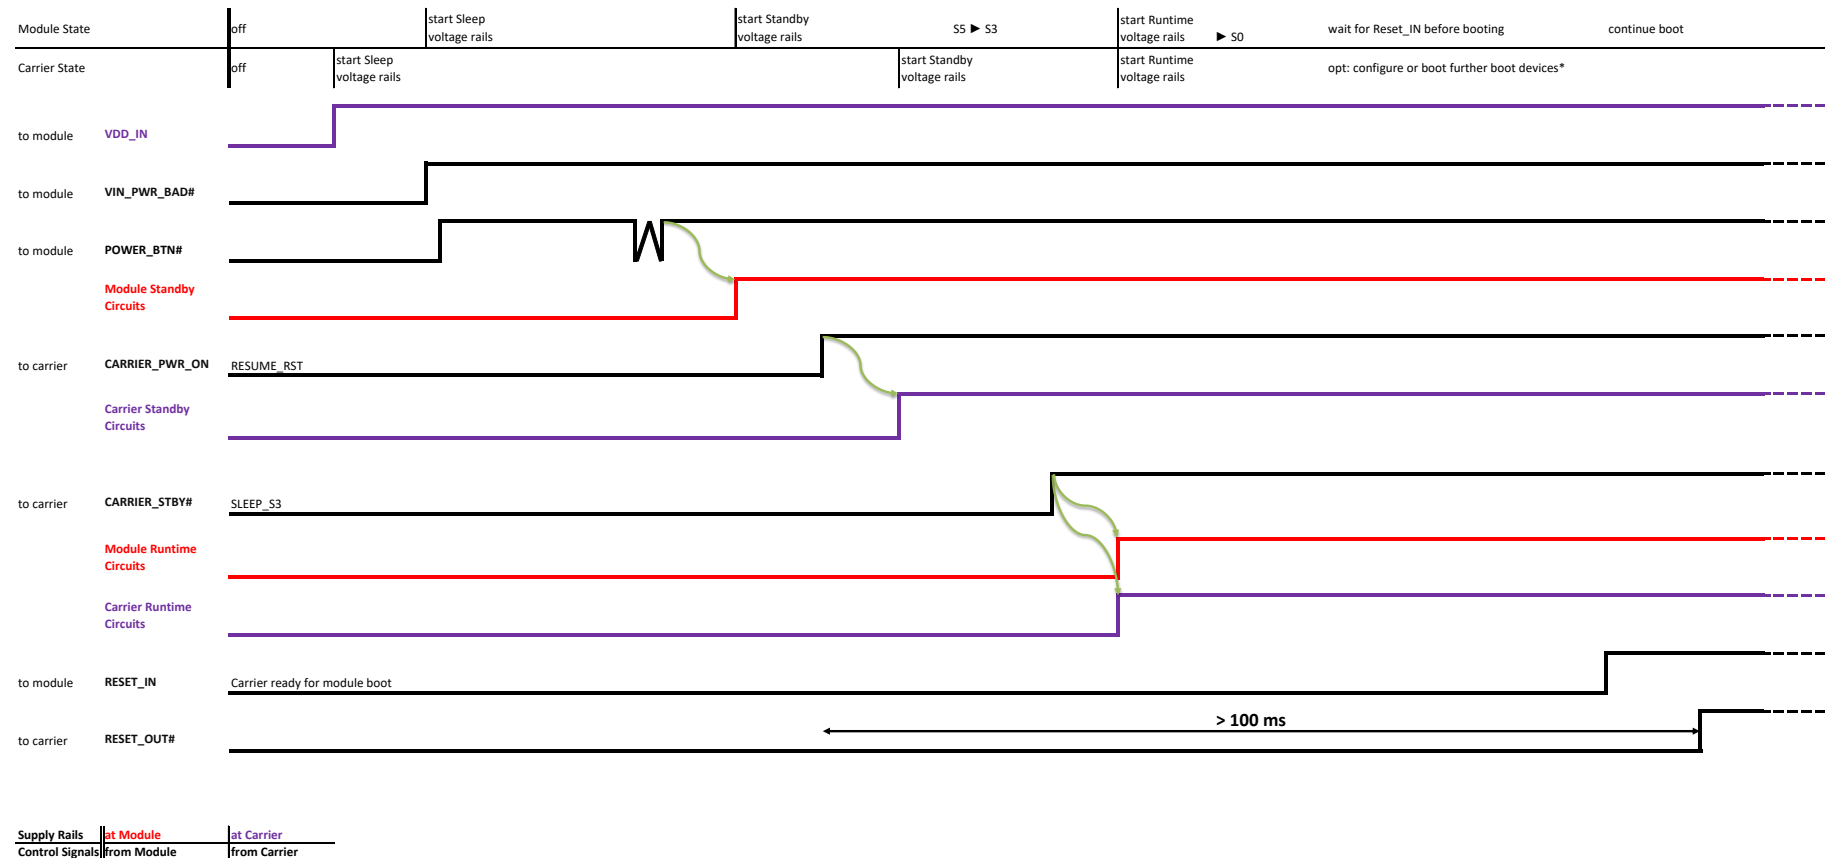 Module State
off
start Sleep
voltage rails
start Standby
voltage rails
S5 ► S3
start Runtime
voltage rails
► S0
wait for Reset_IN before booting
continue boot
Carrier State
off
start Sleep
voltage rails
start Standby
voltage rails
start Runtime
voltage rails
opt: configure or boot further boot devices*
to module
VDD_IN
to module
VIN_PWR_BAD#
to module
POWER_BTN#
Module Standby
Circuits
to carrier
CARRIER_PWR_ON
RESUME_RST
Carrier Standby
Circuits
to carrier
CARRIER_STBY#
SLEEP_S3
Module Runtime
Circuits
Carrier Runtime
Circuits
to module
RESET_IN
Carrier ready for module boot
> 100 ms
to carrier
RESET_OUT#
Supply Rails
at Module
at Carrier
Control Signals
from Module
from Carrier